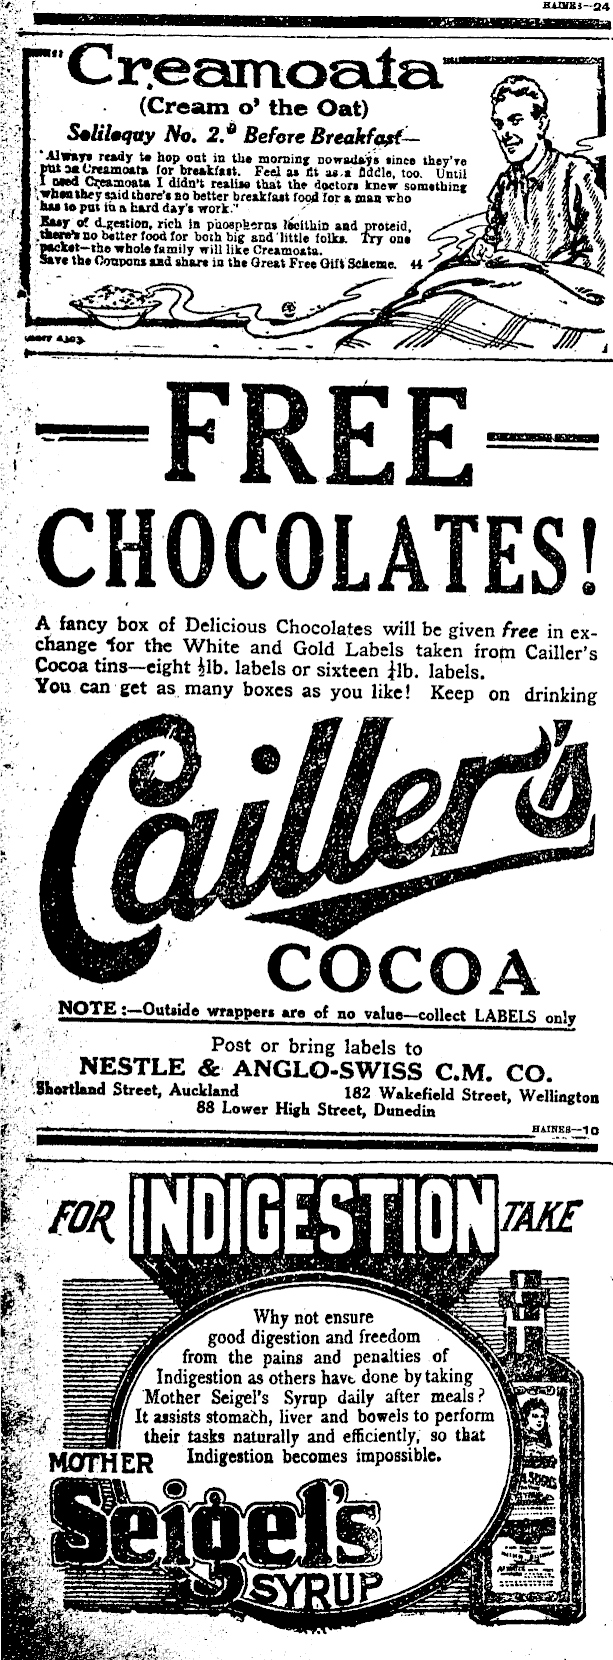 HAINES—24
Creamoata
(Cream o' the Oat)
Soliloquy No. 2. Before Breakfast—
"Always ready to hop out in the morning nowadays since they're
put on Creamoata for breakfast. Feel as fit as a fiddle, too. Until
I used Creamoata I didn't realise that the doctors knew something
when they said there's no better breakfast food for a man who
has to put in a hard day's work."
Easy of digestion, rich in phosphorus lecithin and proteid,
there's no better food for both big and little folks. Try one
packet—the whole family will like Creamoata.
Save the Coupons and share in the Great Free Gift Scheme. 44
FREE
CHOCOLATES!
A fancy box of Delicious Chocolates will be given free in ex-
change for the White and Gold Labels taken from Cailler's
Cocoa tins—eight ½lb. labels or sixteen ¼lb. labels.
You can get as many boxes as you like! Keep on drinking
Cailler's
COCOA
NOTE:—Outside wrappers are of no value—collect LABELS only
Post or bring labels to
NESTLE & ANGLO-SWISS C.M. CO.
Shortland Street, Auckland 182 Wakefield Street, Wellington
88 Lower High Street, Dunedin
HAINES—10
FOR INDIGESTION TAKE
Why not ensure
good digestion and freedom
from the pains and penalties of
Indigestion as others have done by taking
Mother Seigel's Syrup daily after meals?
It assists stomach, liver and bowels to perform
their tasks naturally and efficiently, so that
Indigestion becomes impossible.
MOTHER
Seigel's
SYRUP